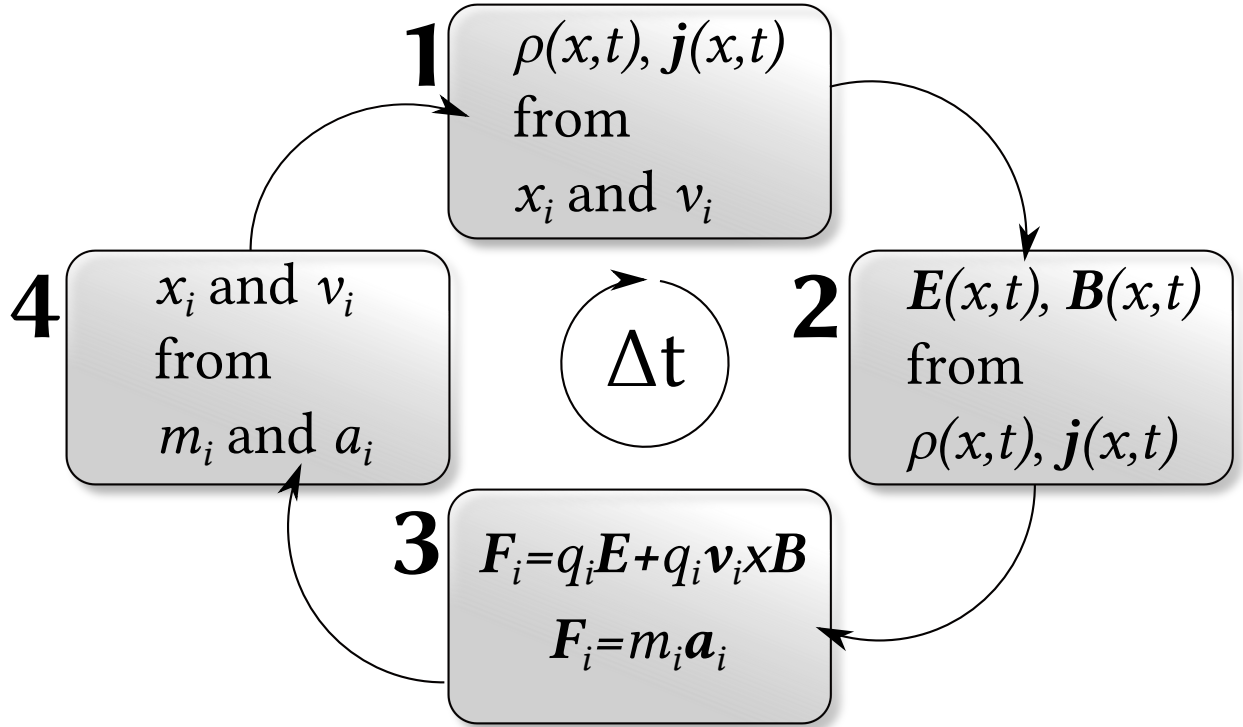 1
ρ(x,t), j(x,t)
from
xᵢ and vᵢ
2
E(x,t), B(x,t)
from
ρ(x,t), j(x,t)
3
Fᵢ=qᵢE+qᵢvᵢxB
Fᵢ=mᵢaᵢ
4
xᵢ and vᵢ
from
mᵢ and aᵢ
Δt